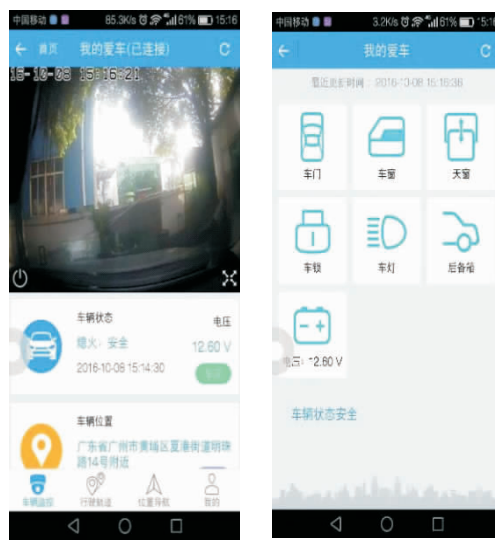 中国移动
85.3K/s
61%
15:16
首页
我的爱车(已连接)
16-10-08 15:16:21
车辆状态
电压
熄火：安全
12.60 V
2016-10-08 15:14:30
车辆位置
广东省广州市黄埔区夏港街道明珠
路14号附近
车辆监控
行驶轨迹
位置导航
我的
中国移动
3.2K/s
61%
15:16
我的爱车
最近更新时间：2016-10-08 15:15:36
车门
车窗
天窗
车锁
车灯
后备箱
电压：12.60 V
车辆状态安全